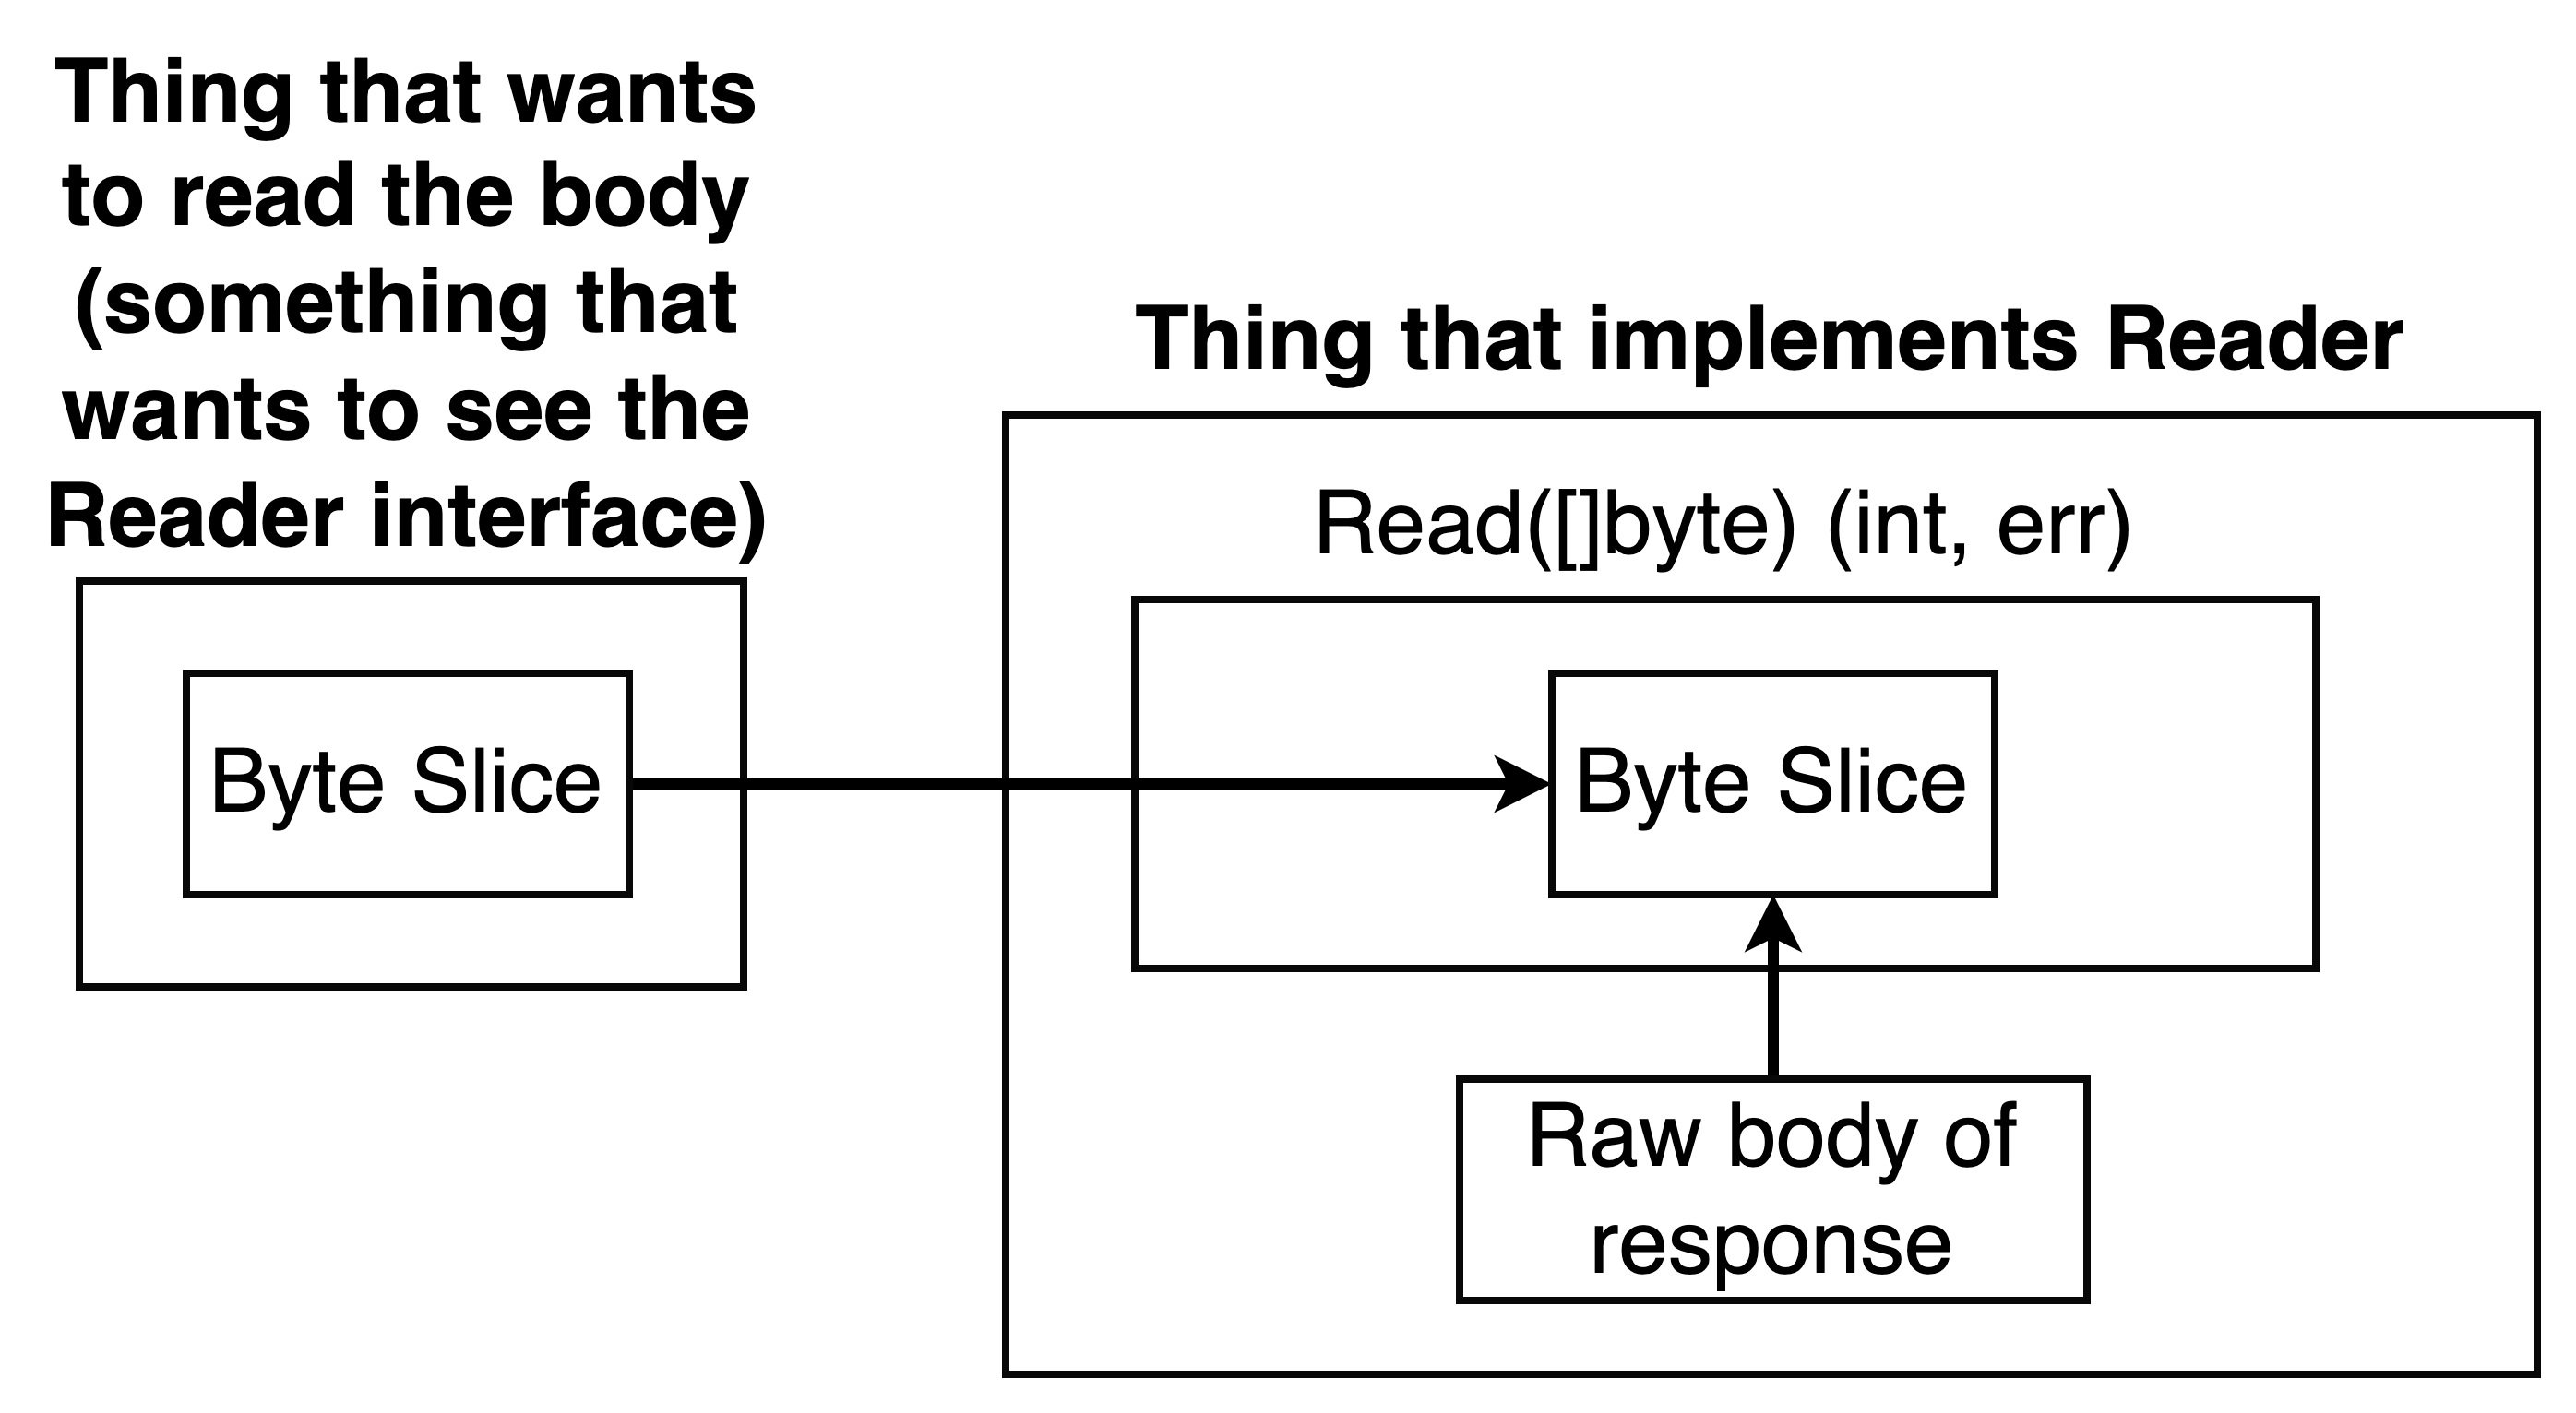 Thing that wants
to read the body
(something that
wants to see the
Reader interface)
Byte Slice
Thing that implements Reader
Read([]byte) (int, err)
Byte Slice
Raw body of
response